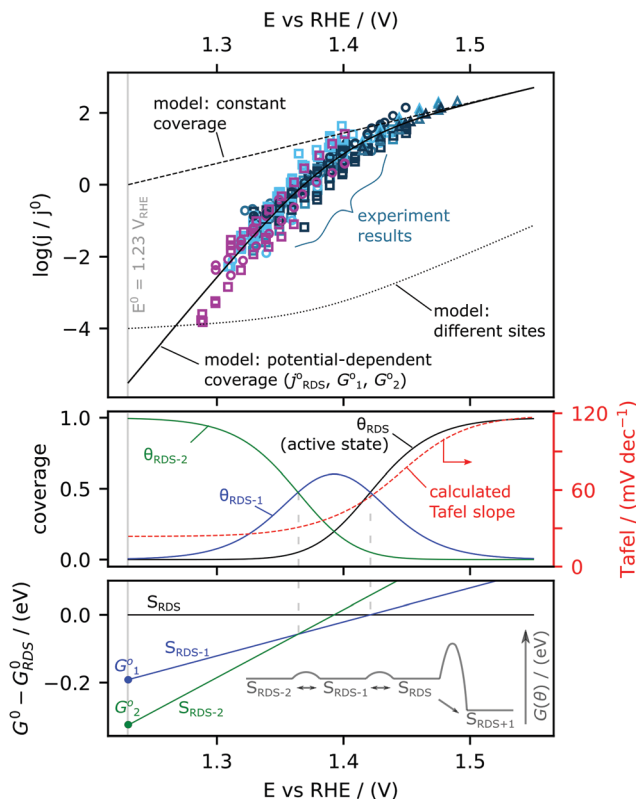 E vs RHE / (V)
1.3 1.4 1.5
log(j / j⁰)
2
0
−2
−4
model: constant
coverage
E⁰ = 1.23 V_RHE
experiment
results
model:
different sites
model: potential-dependent
coverage (j°_RDS, G°₁, G°₂)
coverage
1.0
0.5
0.0
θ_RDS-2
θ_RDS-1
θ_RDS
(active state)
calculated
Tafel slope
120
60
0
Tafel / (mV dec⁻¹)
G⁰ − G⁰_RDS / (eV)
0.0
−0.2
S_RDS
S_RDS-1
S_RDS-2
G°₁
G°₂
S_RDS-2 S_RDS-1 S_RDS
S_RDS+1
G(θ) / (eV)
1.3 1.4 1.5
E vs RHE / (V)